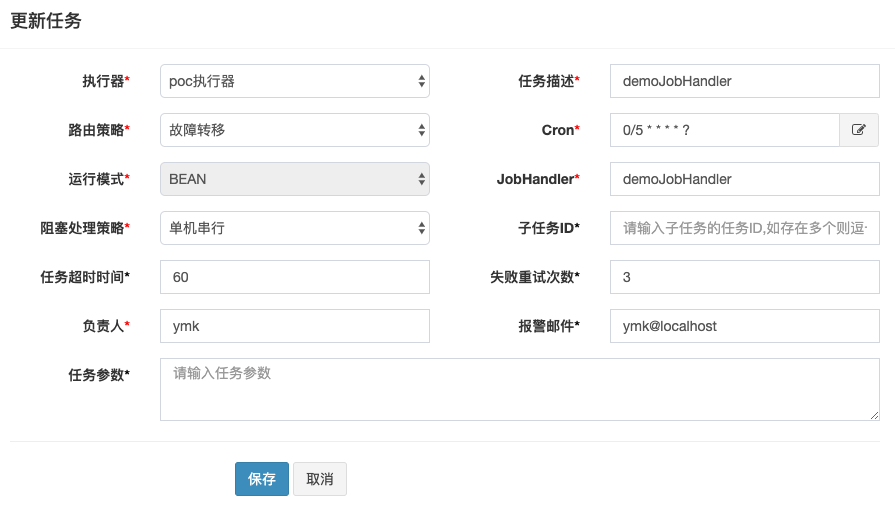 更新任务
执行器* poc执行器 任务描述* demoJobHandler
路由策略* 故障转移 Cron* 0/5 * * * * ?
运行模式* BEAN JobHandler* demoJobHandler
阻塞处理策略* 单机串行 子任务ID* 请输入子任务的任务ID,如存在多个则逗
任务超时时间* 60 失败重试次数* 3
负责人* ymk 报警邮件* ymk@localhost
任务参数* 请输入任务参数
保存 取消